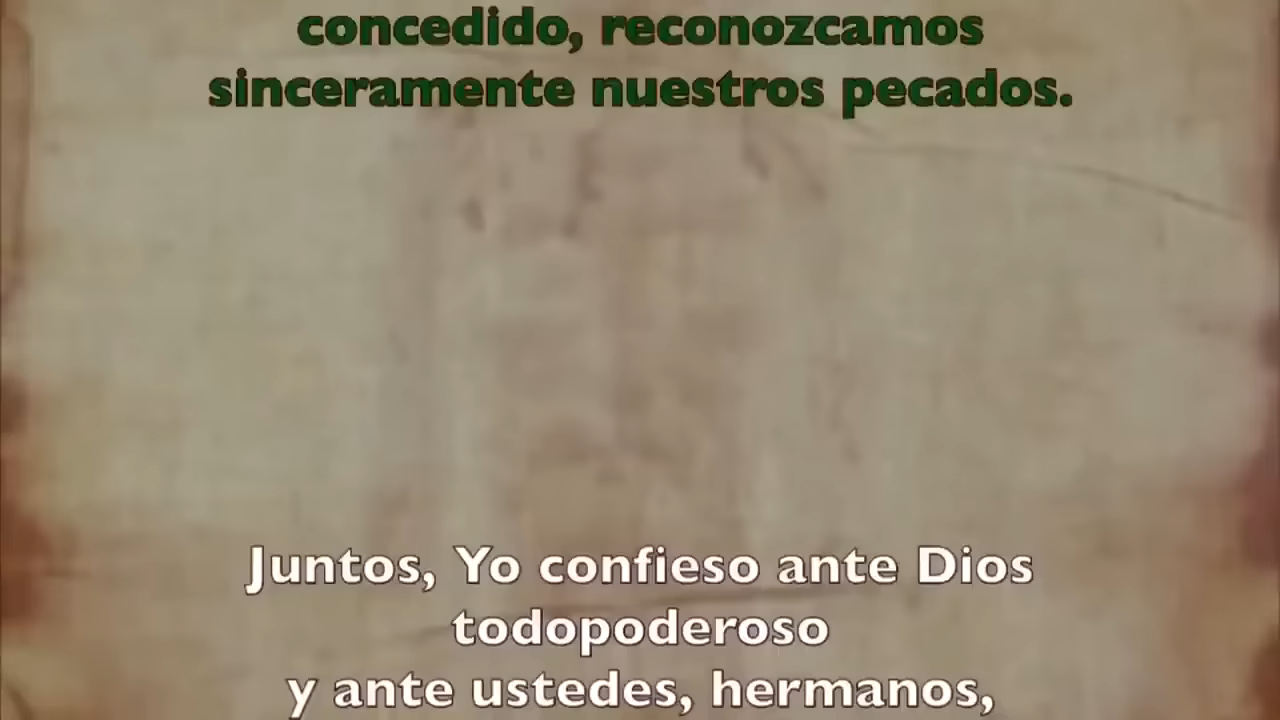 concedido, reconozcamos
sinceramente nuestros pecados.
Juntos, Yo confieso ante Dios
todopoderoso
y ante ustedes, hermanos,